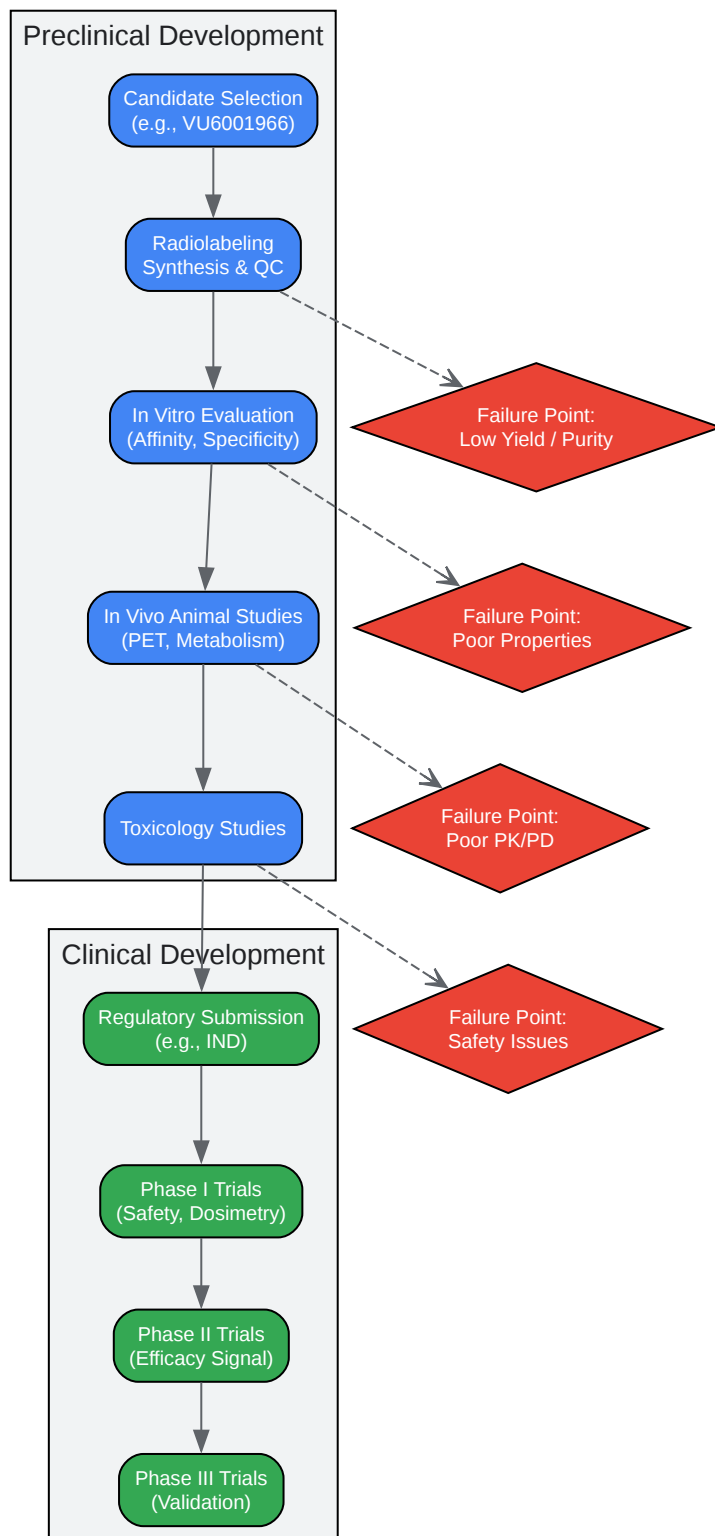 Preclinical Development
Candidate Selection
(e.g., VU6001966)
Radiolabeling
Synthesis & QC
In Vitro Evaluation
(Affinity, Specificity)
Failure Point:
Low Yield / Purity
In Vivo Animal Studies
(PET, Metabolism)
Failure Point:
Poor Properties
Toxicology Studies
Failure Point:
Poor PK/PD
Clinical Development
Regulatory Submission
(e.g., IND)
Failure Point:
Safety Issues
Phase I Trials
(Safety, Dosimetry)
Phase II Trials
(Efficacy Signal)
Phase III Trials
(Validation)